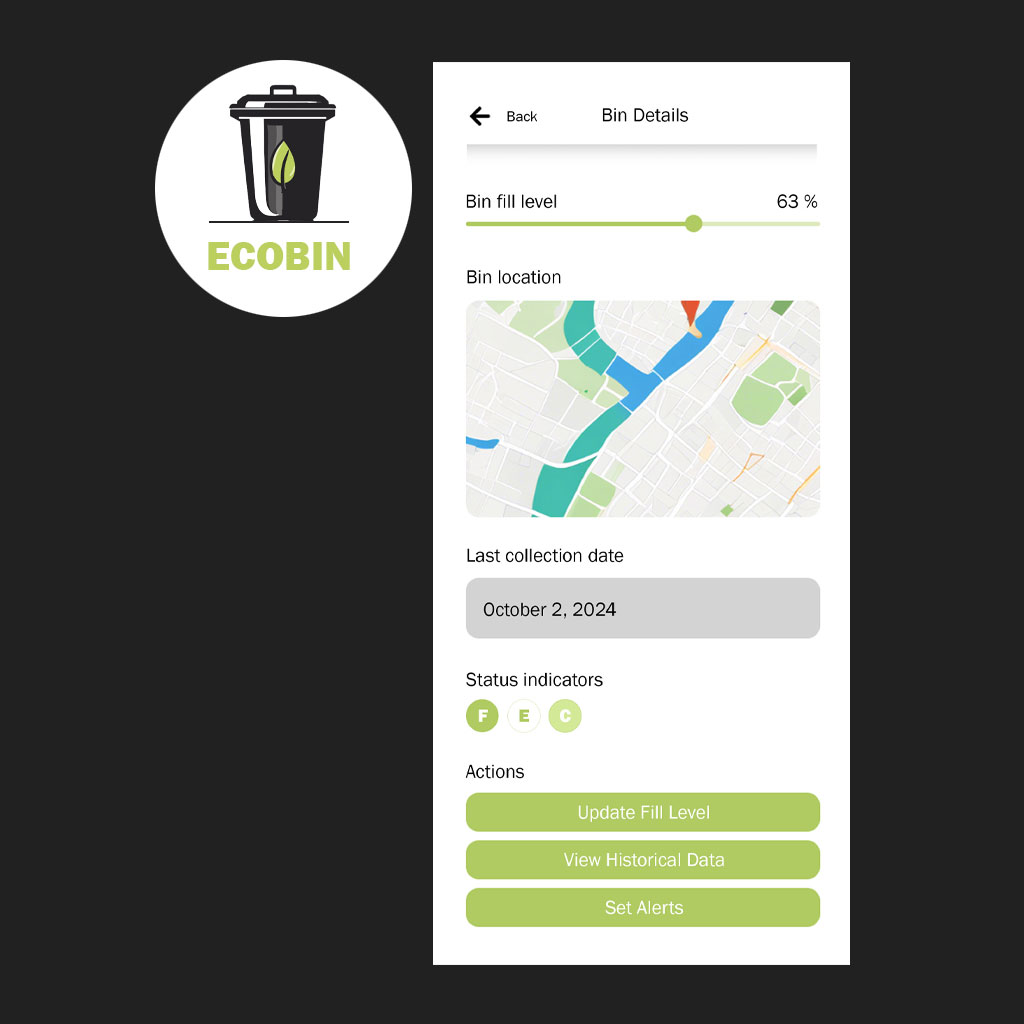 ECOBIN
Back
Bin Details
Bin fill level
63 %
Bin location
Last collection date
October 2, 2024
Status indicators
F E C
Actions
Update Fill Level
View Historical Data
Set Alerts